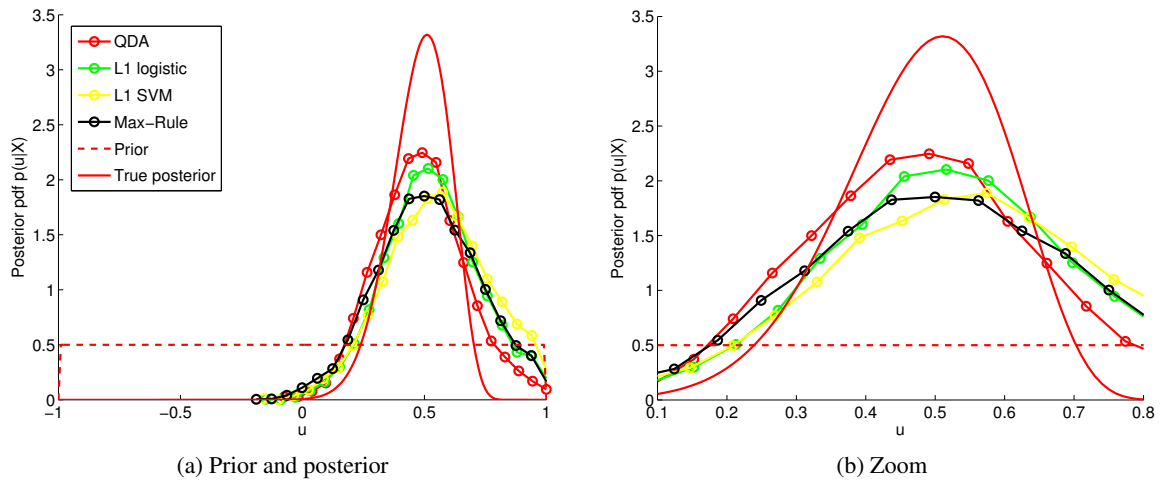 3.5
3
2.5
2
1.5
1
0.5
0
−1
−0.5
0
0.5
1
u
Posterior pdf p(u|X)
QDA
L1 logistic
L1 SVM
Max−Rule
Prior
True posterior
(a) Prior and posterior
3.5
3
2.5
2
1.5
1
0.5
0
0.1
0.2
0.3
0.4
0.5
0.6
0.7
0.8
u
Posterior pdf p(u|X)
(b) Zoom